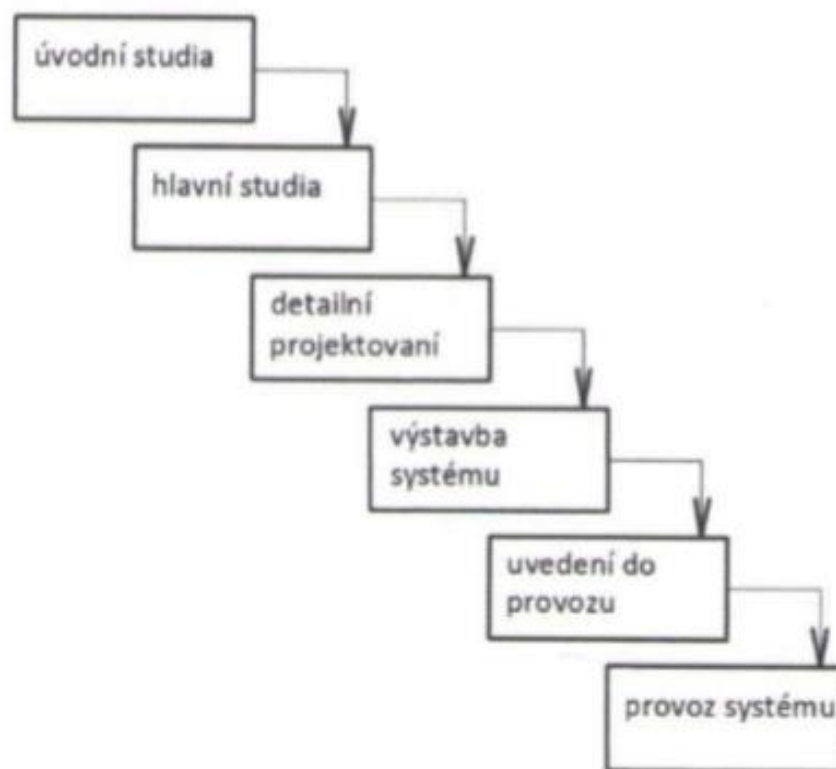 úvodní studia
hlavní studia
detailní
projektovaní
výstavba
systému
uvedení do
provozu
provoz systému